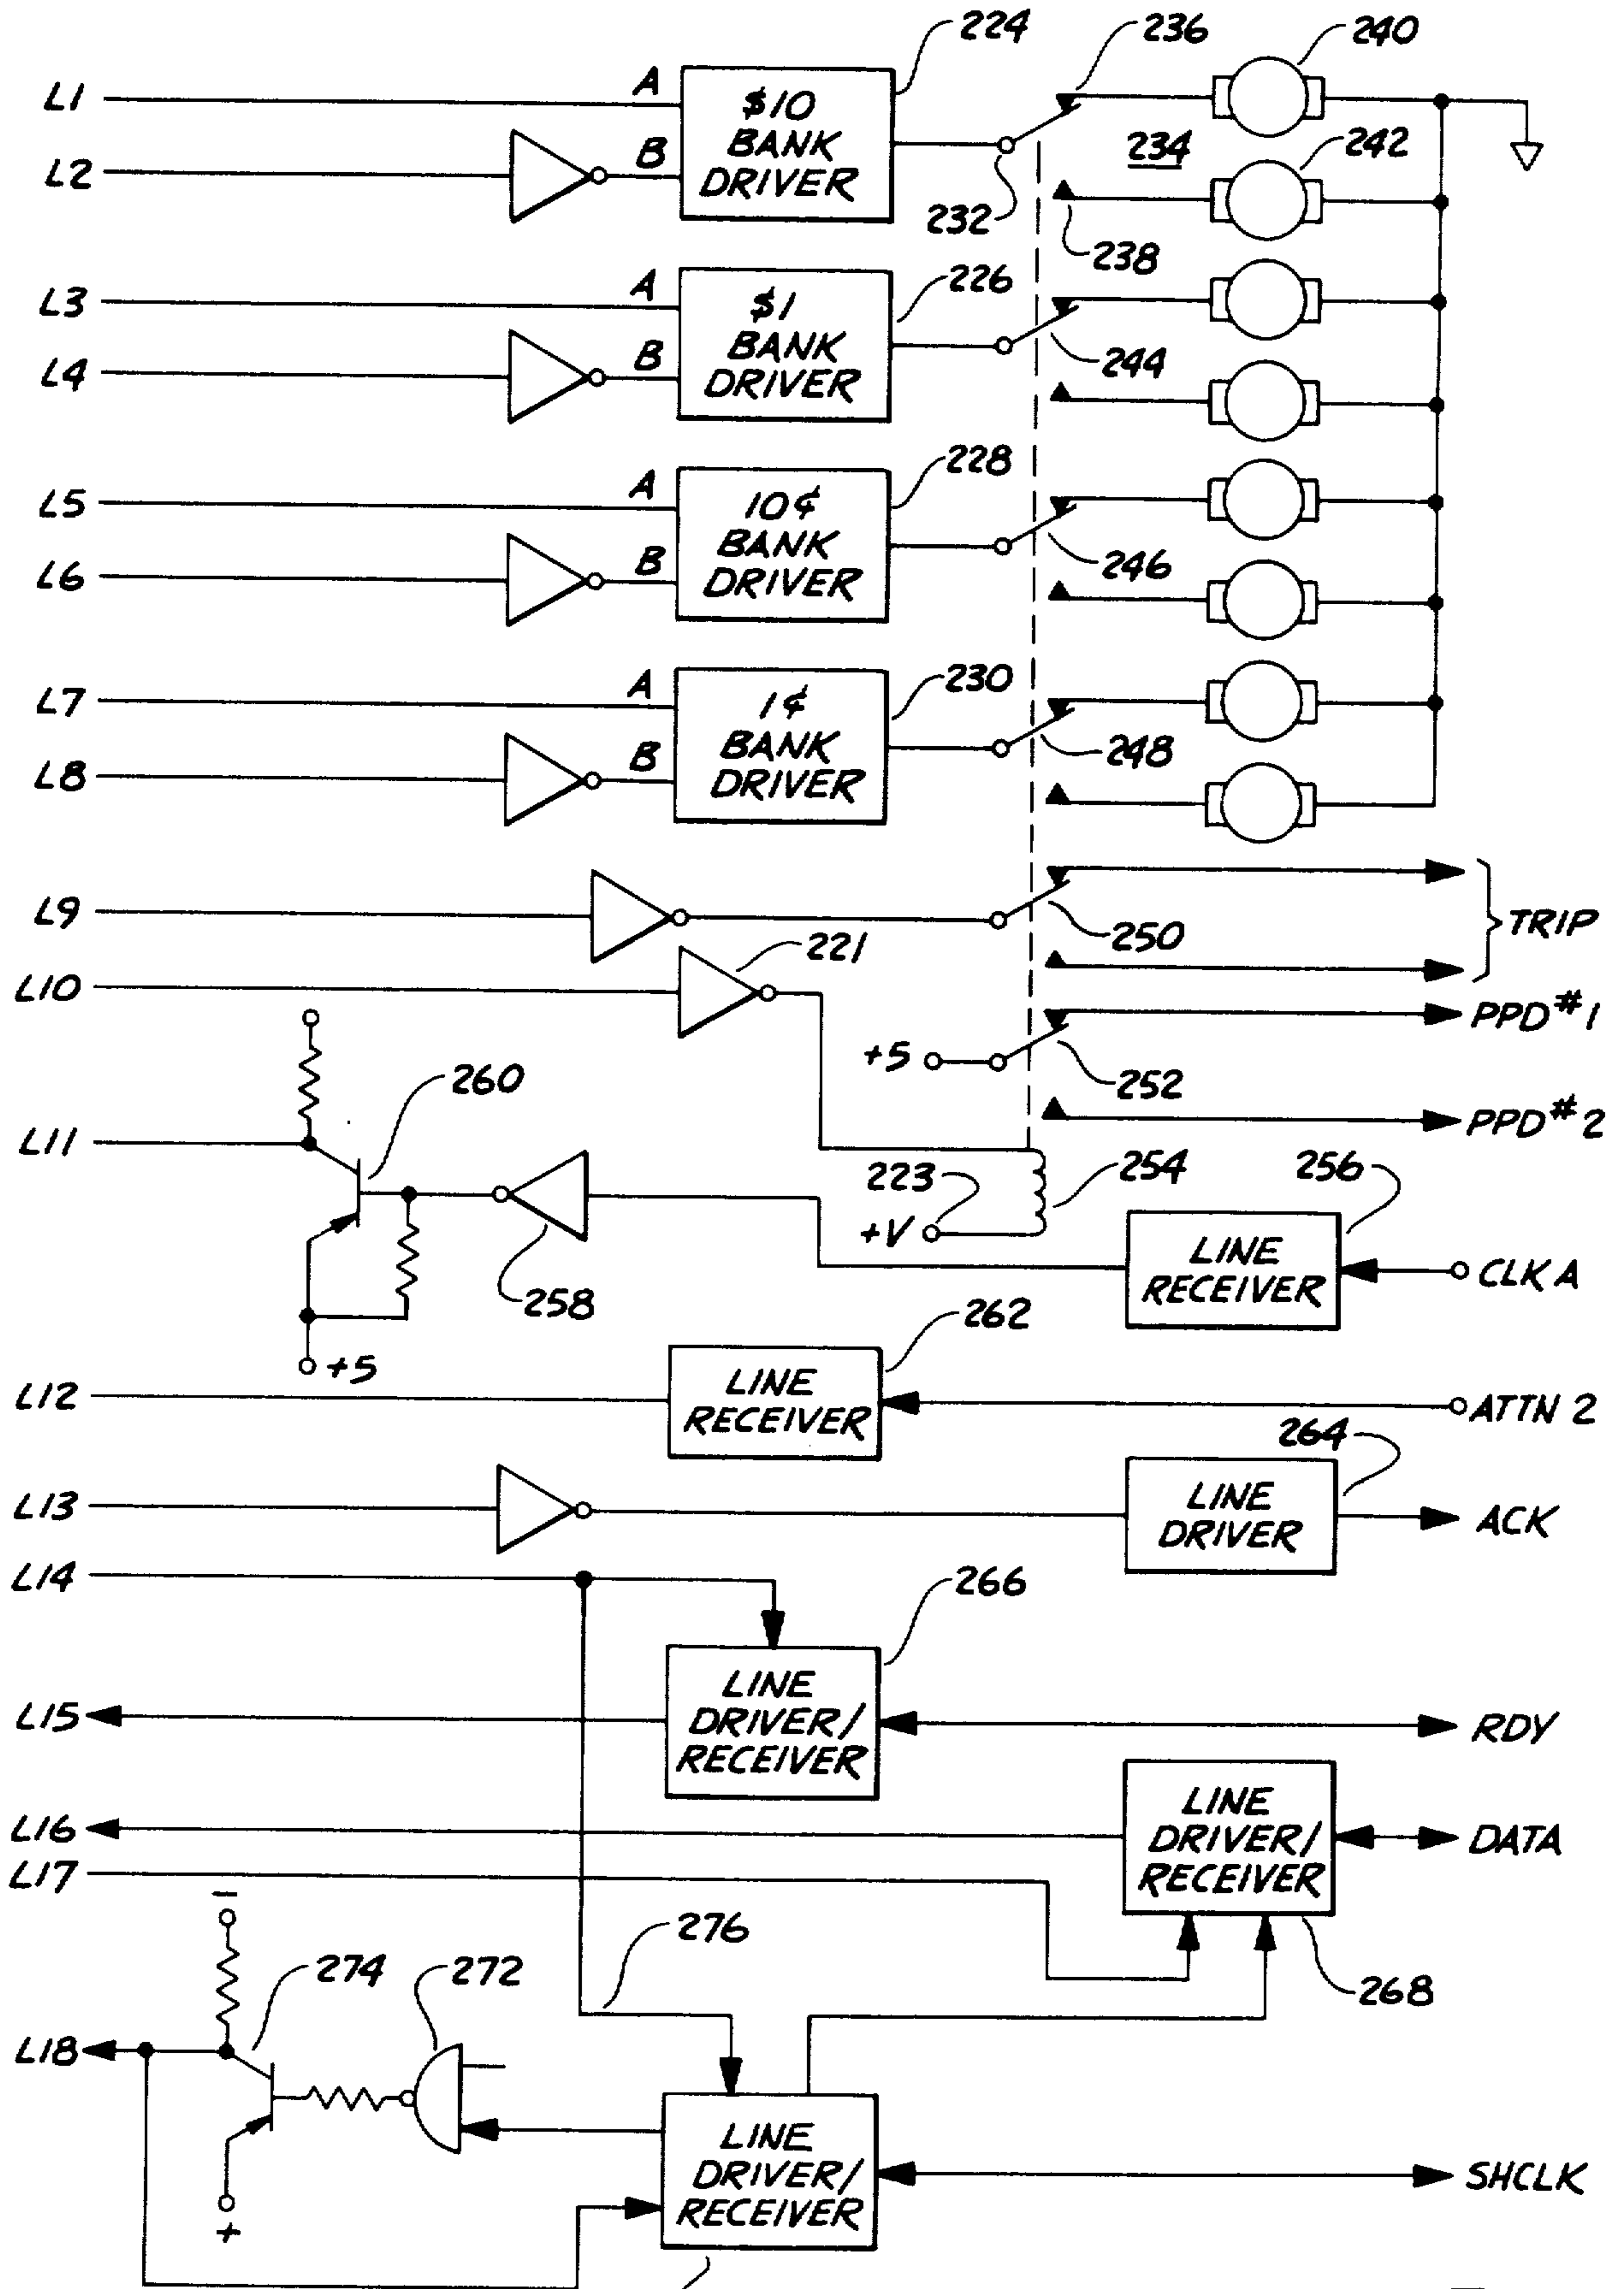 224
236
240
L1
A
$10
BANK
DRIVER
L2
B
232
234
242
238
L3
A
$1
BANK
DRIVER
226
L4
B
244
L5
A
10¢
BANK
DRIVER
228
L6
B
246
L7
A
1¢
BANK
DRIVER
230
L8
B
248
L9
250
TRIP
L10
221
PPD#1
+5
252
260
L11
PPD#2
223
254
256
+V
LINE
RECEIVER
CLK A
258
+5
262
L12
LINE
RECEIVER
ATTN 2
264
L13
LINE
DRIVER
ACK
L14
266
L15
LINE
DRIVER/
RECEIVER
RDY
L16
LINE
DRIVER/
RECEIVER
DATA
L17
–
276
274
272
268
L18
LINE
DRIVER/
RECEIVER
SHCLK
+